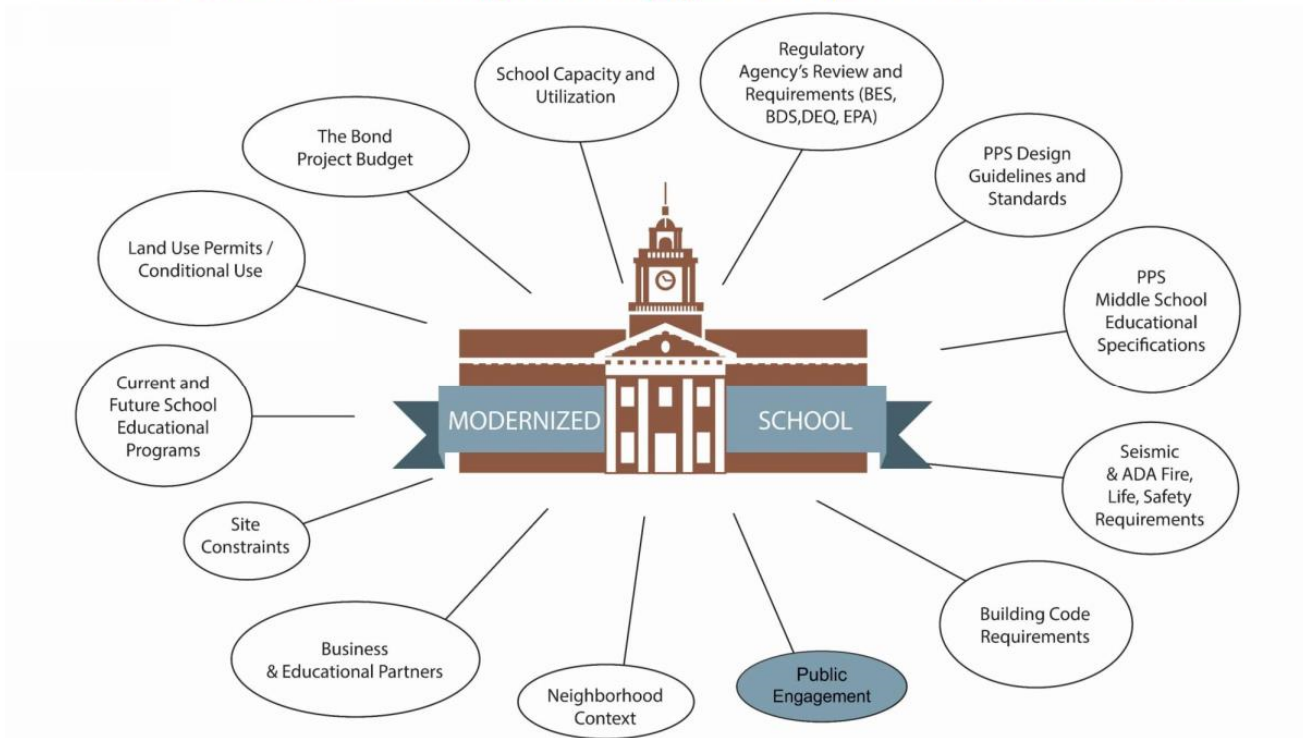 School Capacity and
Utilization
Regulatory
Agency's Review and
Requirements (BES,
BDS,DEQ, EPA)
The Bond
Project Budget
PPS Design
Guidelines and
Standards
Land Use Permits /
Conditional Use
PPS
Middle School
Educational
Specifications
Current and
Future School
Educational
Programs
MODERNIZED SCHOOL
Seismic
& ADA Fire,
Life, Safety
Requirements
Site
Constraints
Building Code
Requirements
Business
& Educational Partners
Neighborhood
Context
Public
Engagement